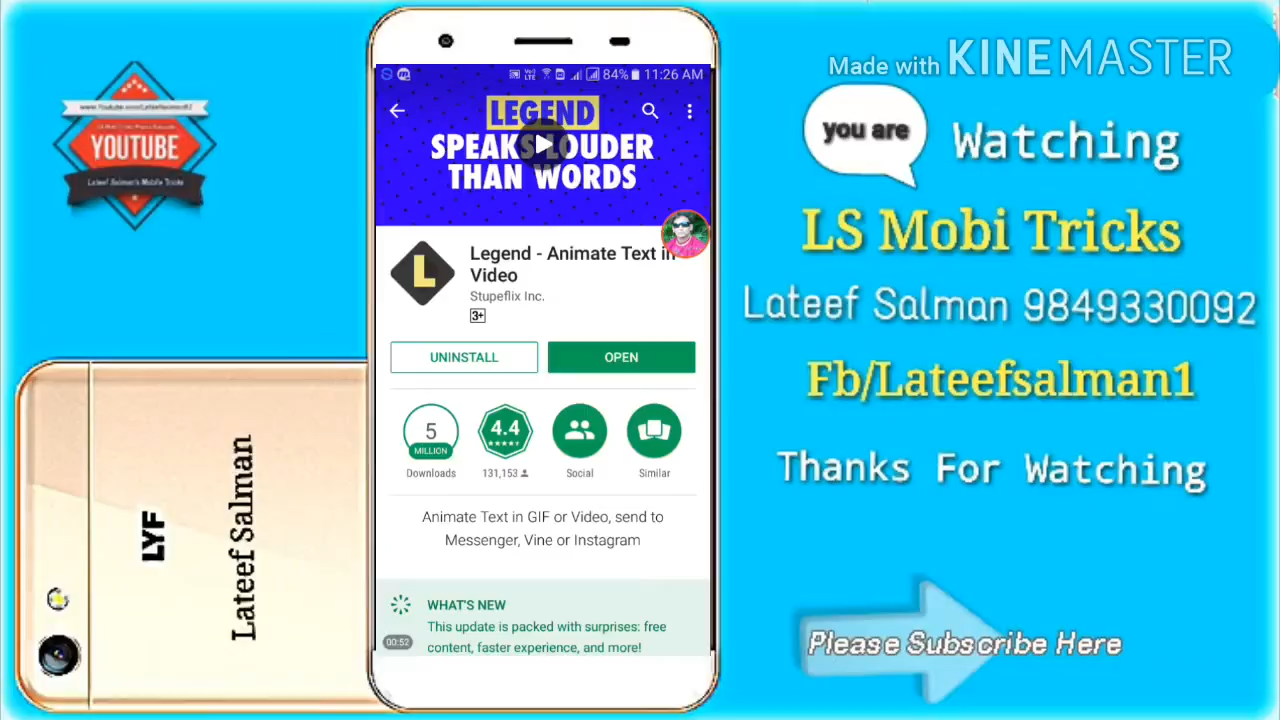 Made with KINEMASTER
you are
Watching
LS Mobi Tricks
Lateef Salman 9849330092
Fb/Lateefsalman1
Thanks For Watching
Please Subscribe Here
YOUTUBE
Lateef Salman's Mobile Tricks
LYF
Lateef Salman
84% 11:26 AM
LEGEND
SPEAKS LOUDER
THAN WORDS
Legend - Animate Text in
Video
Stupeflix Inc.
3+
UNINSTALL
OPEN
5
MILLION
Downloads
4.4
131,153
Social
Similar
Animate Text in GIF or Video, send to
Messenger, Vine or Instagram
WHAT'S NEW
This update is packed with surprises: free
content, faster experience, and more!
00:52